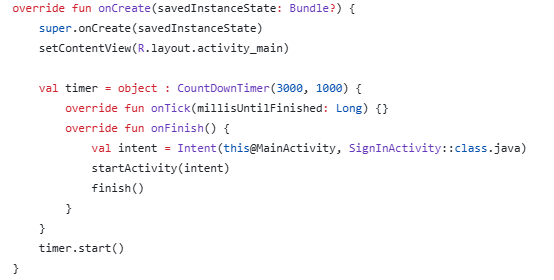 override fun onCreate(savedInstanceState: Bundle?) {
    super.onCreate(savedInstanceState)
    setContentView(R.layout.activity_main)

    val timer = object : CountDownTimer(3000, 1000) {
        override fun onTick(millisUntilFinished: Long) {}
        override fun onFinish() {
            val intent = Intent(this@MainActivity, SignInActivity::class.java)
            startActivity(intent)
            finish()
        }
    }
    timer.start()
}